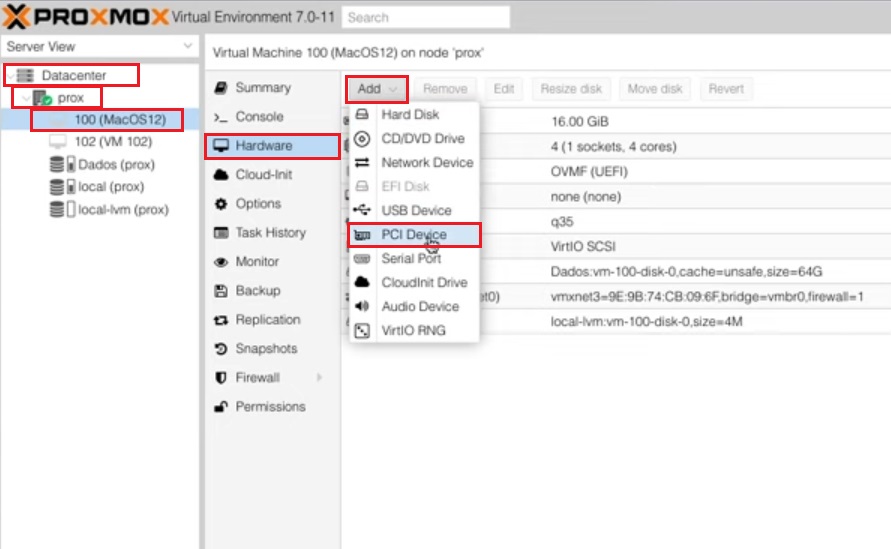 PROXMOX Virtual Environment 7.0-11 Search
Server View
Datacenter
prox
100 (MacOS12)
102 (VM 102)
Dados (prox)
local (prox)
local-lvm (prox)
Virtual Machine 100 (MacOS12) on node 'prox'
Summary
Console
Hardware
Cloud-Init
Options
Task History
Monitor
Backup
Replication
Snapshots
Firewall
Permissions
Add Remove Edit Resize disk Move disk Revert
Hard Disk
CD/DVD Drive
Network Device
EFI Disk
USB Device
PCI Device
Serial Port
CloudInit Drive
Audio Device
VirtIO RNG
16.00 GiB
4 (1 sockets, 4 cores)
OVMF (UEFI)
none (none)
q35
VirtIO SCSI
Dados:vm-100-disk-0,cache=unsafe,size=64G
et0) vmxnet3=9E:9B:74:CB:09:6F,bridge=vmbr0,firewall=1
local-lvm:vm-100-disk-0,size=4M